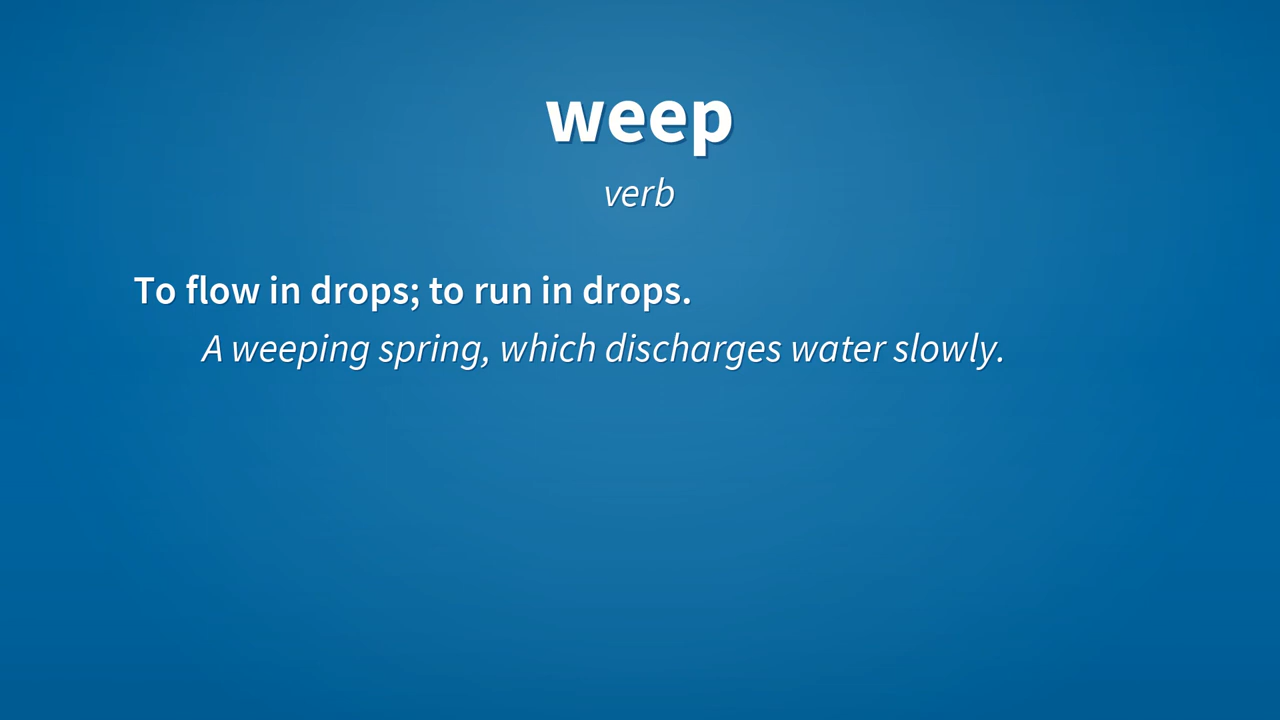 weep
verb
To flow in drops; to run in drops.
A weeping spring, which discharges water slowly.